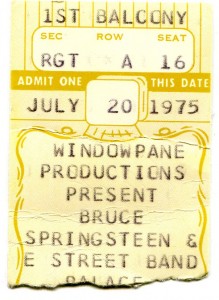 1ST BALCONY
SEC ROW SEAT
RGT A 16
ADMIT ONE THIS DATE
JULY 20 1975
WINDOWPANE
PRODUCTIONS
PRESENT
BRUCE
SPRINGSTEEN &
E STREET BAND
PALACE